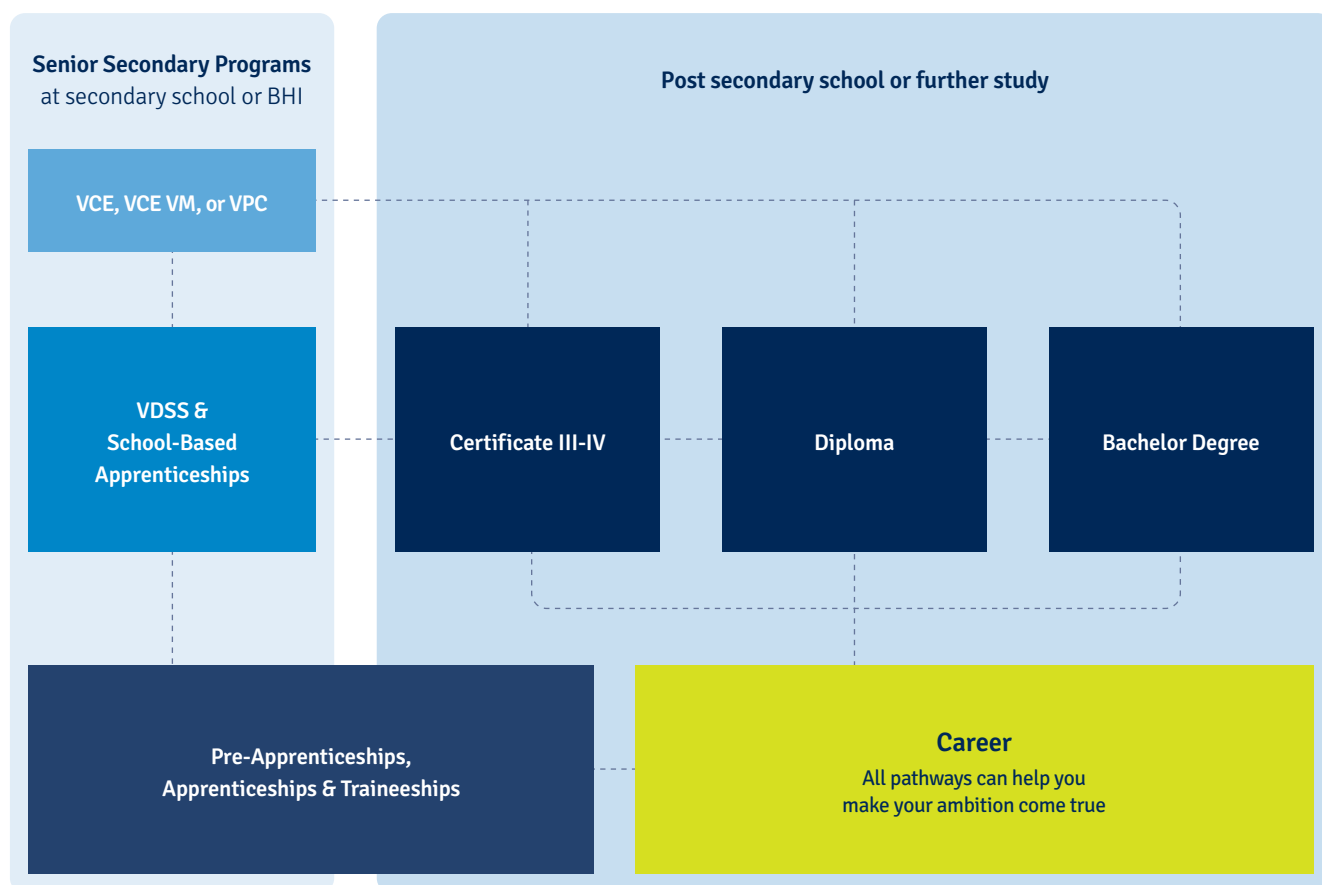 Senior Secondary Programs
at secondary school or BHI
Post secondary school or further study
VCE, VCE VM, or VPC
VDSS &
School-Based
Apprenticeships
Certificate III-IV
Diploma
Bachelor Degree
Pre-Apprenticeships,
Apprenticeships & Traineeships
Career
All pathways can help you
make your ambition come true